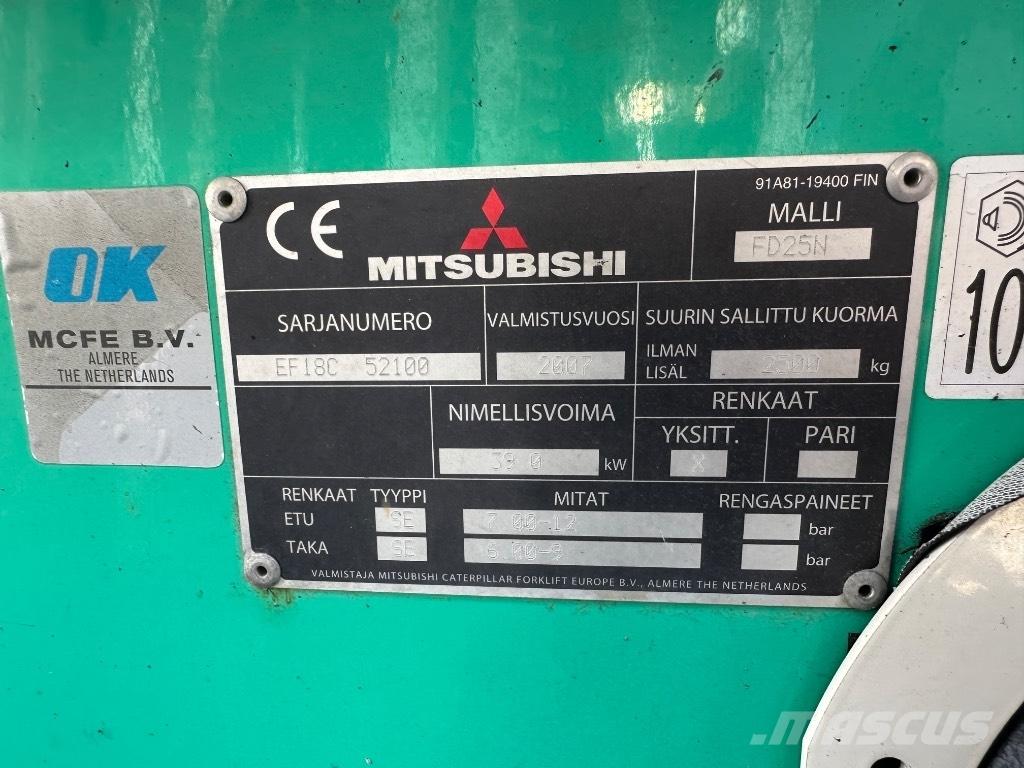 OK
MCFE B.V.
ALMERE
THE NETHERLANDS
CE
MITSUBISHI
91A81-19400 FIN
MALLI
FD25N
SARJANUMERO
EF18C 52100
VALMISTUSVUOSI
2007
SUURIN SALLITTU KUORMA
ILMAN
LISÄL
2500 kg
NIMELLISVOIMA
39 0 kW
RENKAAT
YKSITT. PARI
X
RENKAAT TYYPPI MITAT RENGASPAINEET
ETU SE 7 00-12 bar
TAKA SE 6.00-9 bar
VALMISTAJA MITSUBISHI CATERPILLAR FORKLIFT EUROPE B.V., ALMERE THE NETHERLANDS
mascus